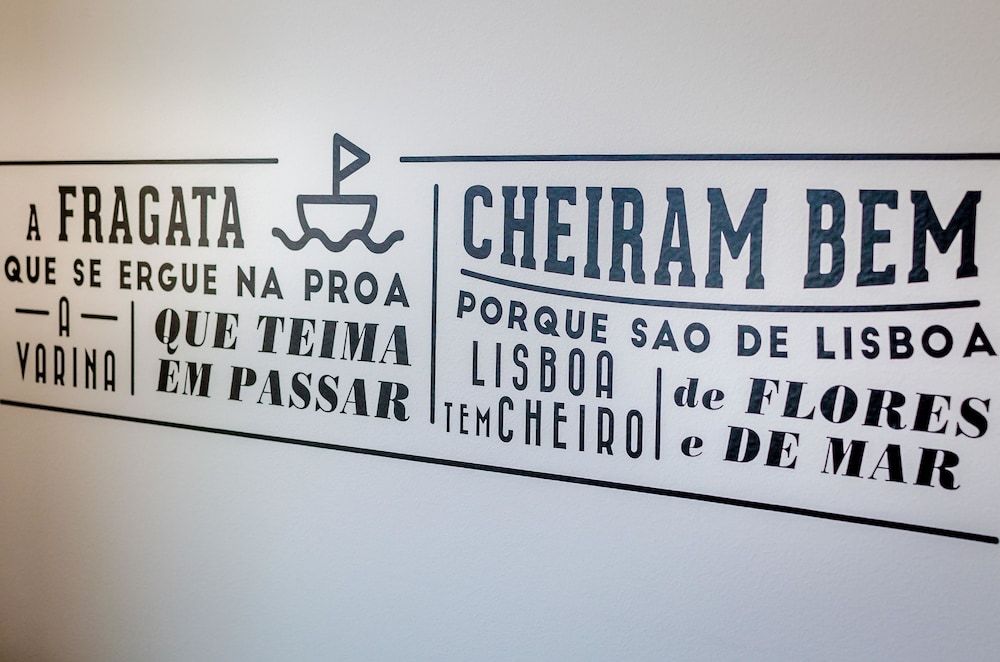 A FRAGATA
QUE SE ERGUE NA PROA
A
VARINA
QUE TEIMA
EM PASSAR
CHEIRAM BEM
PORQUE SAO DE LISBOA
LISBOA
TEM CHEIRO
de FLORES
e DE MAR